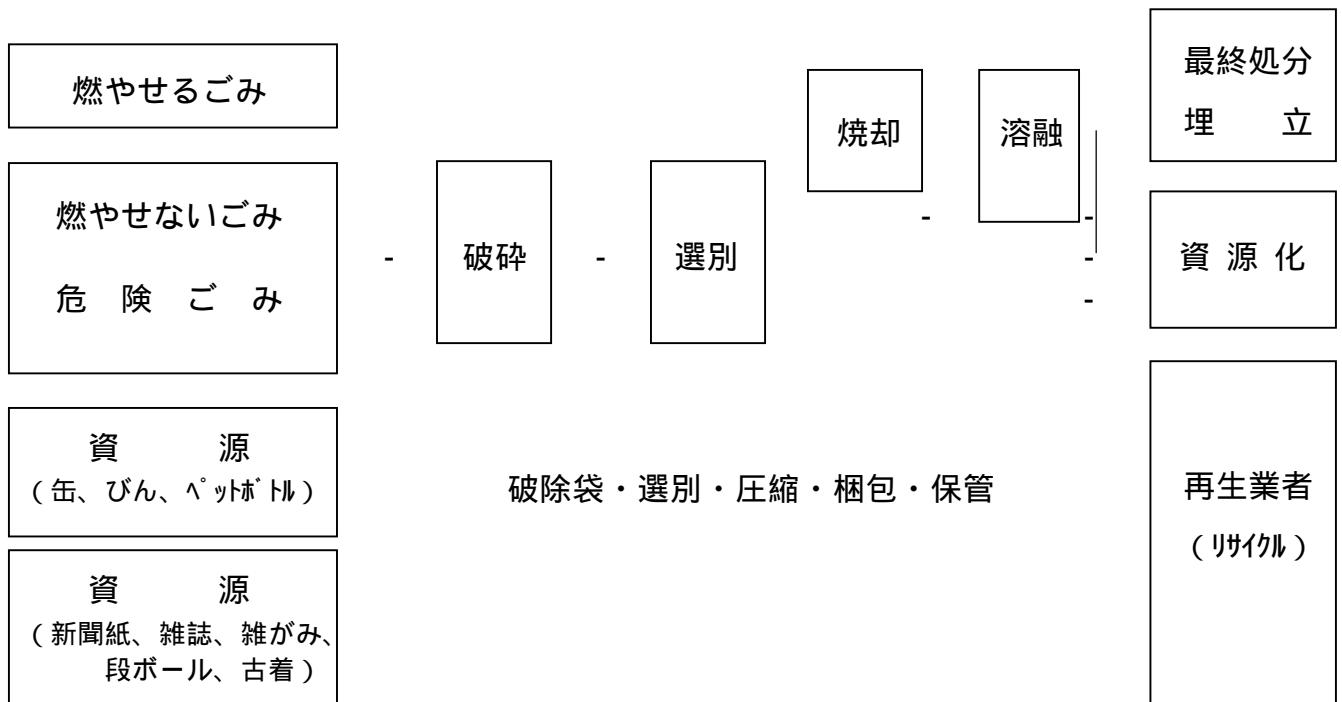 燃やせるごみ
燃やせないごみ
危 険 ご み
資 源
（缶、びん、ﾍﾟｯﾄﾎﾞﾄﾙ）
資 源
（新聞紙、雑誌、雑がみ、
段ボール、古着）
-
破砕
-
選別
焼却
-
溶融
-
-
-
破除袋・選別・圧縮・梱包・保管
最終処分
埋 立
資 源 化
再生業者
（ﾘｻｲｸﾙ）